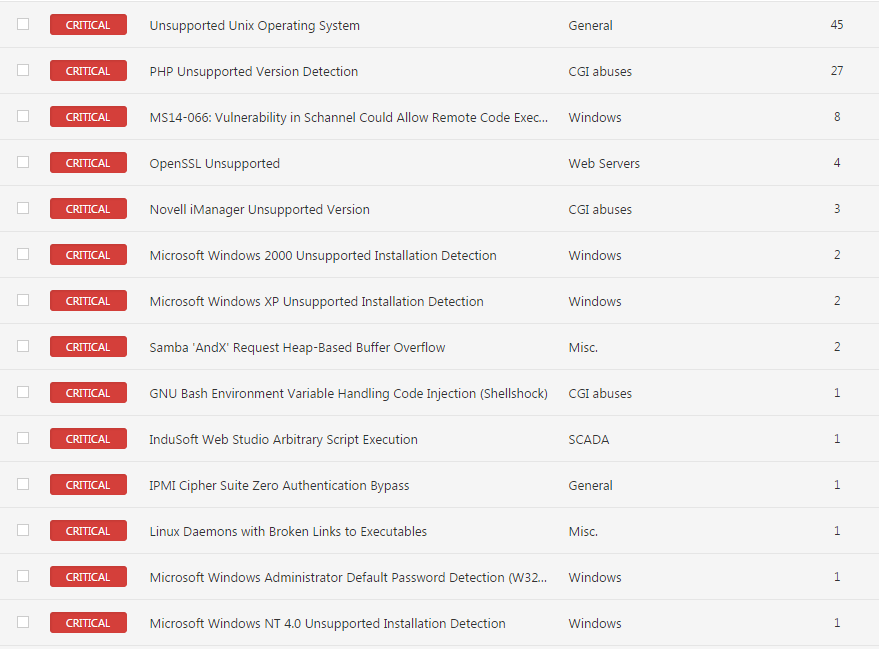 CRITICAL Unsupported Unix Operating System General 45
CRITICAL PHP Unsupported Version Detection CGI abuses 27
CRITICAL MS14-066: Vulnerability in Schannel Could Allow Remote Code Exec... Windows 8
CRITICAL OpenSSL Unsupported Web Servers 4
CRITICAL Novell iManager Unsupported Version CGI abuses 3
CRITICAL Microsoft Windows 2000 Unsupported Installation Detection Windows 2
CRITICAL Microsoft Windows XP Unsupported Installation Detection Windows 2
CRITICAL Samba 'AndX' Request Heap-Based Buffer Overflow Misc. 2
CRITICAL GNU Bash Environment Variable Handling Code Injection (Shellshock) CGI abuses 1
CRITICAL InduSoft Web Studio Arbitrary Script Execution SCADA 1
CRITICAL IPMI Cipher Suite Zero Authentication Bypass General 1
CRITICAL Linux Daemons with Broken Links to Executables Misc. 1
CRITICAL Microsoft Windows Administrator Default Password Detection (W32... Windows 1
CRITICAL Microsoft Windows NT 4.0 Unsupported Installation Detection Windows 1